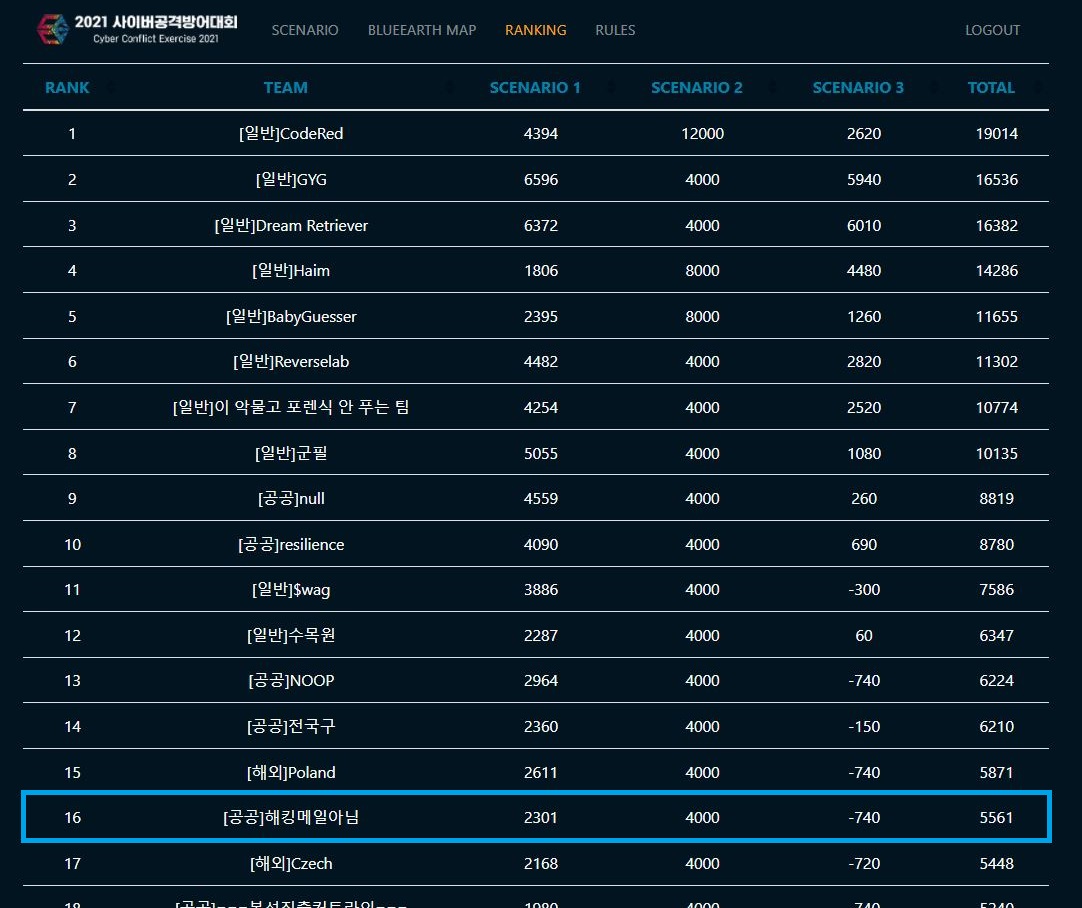 2021 사이버공격방어대회
Cyber Conflict Exercise 2021
SCENARIO BLUEEARTH MAP RANKING RULES LOGOUT
RANK TEAM SCENARIO 1 SCENARIO 2 SCENARIO 3 TOTAL
1 [일반]CodeRed 4394 12000 2620 19014
2 [일반]GYG 6596 4000 5940 16536
3 [일반]Dream Retriever 6372 4000 6010 16382
4 [일반]Haim 1806 8000 4480 14286
5 [일반]BabyGuesser 2395 8000 1260 11655
6 [일반]Reverselab 4482 4000 2820 11302
7 [일반]이 악물고 포렌식 안 푸는 팀 4254 4000 2520 10774
8 [일반]군필 5055 4000 1080 10135
9 [공공]null 4559 4000 260 8819
10 [공공]resilience 4090 4000 690 8780
11 [일반]$wag 3886 4000 -300 7586
12 [일반]수목원 2287 4000 60 6347
13 [공공]NOOP 2964 4000 -740 6224
14 [공공]전국구 2360 4000 -150 6210
15 [해외]Poland 2611 4000 -740 5871
16 [공공]해킹메일아님 2301 4000 -740 5561
17 [해외]Czech 2168 4000 -720 5448
18 [공공]===본선진출커트라인=== 1980 4000 -740 5240